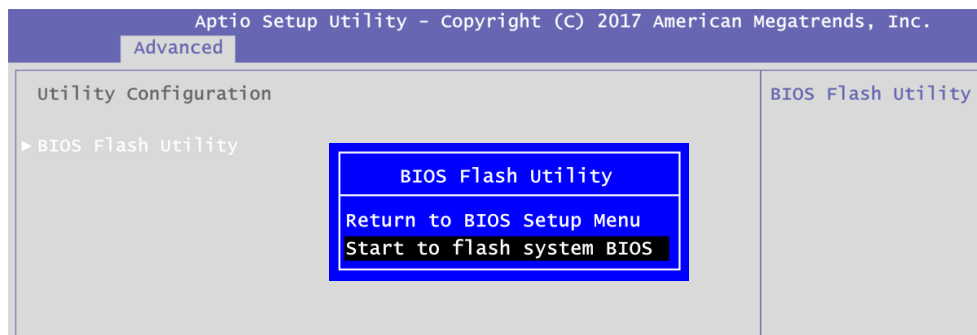 Aptio Setup Utility - Copyright (C) 2017 American Megatrends, Inc.
Advanced
Utility Configuration
BIOS Flash Utility
BIOS Flash Utility
BIOS Flash Utility
Return to BIOS Setup Menu
Start to flash system BIOS